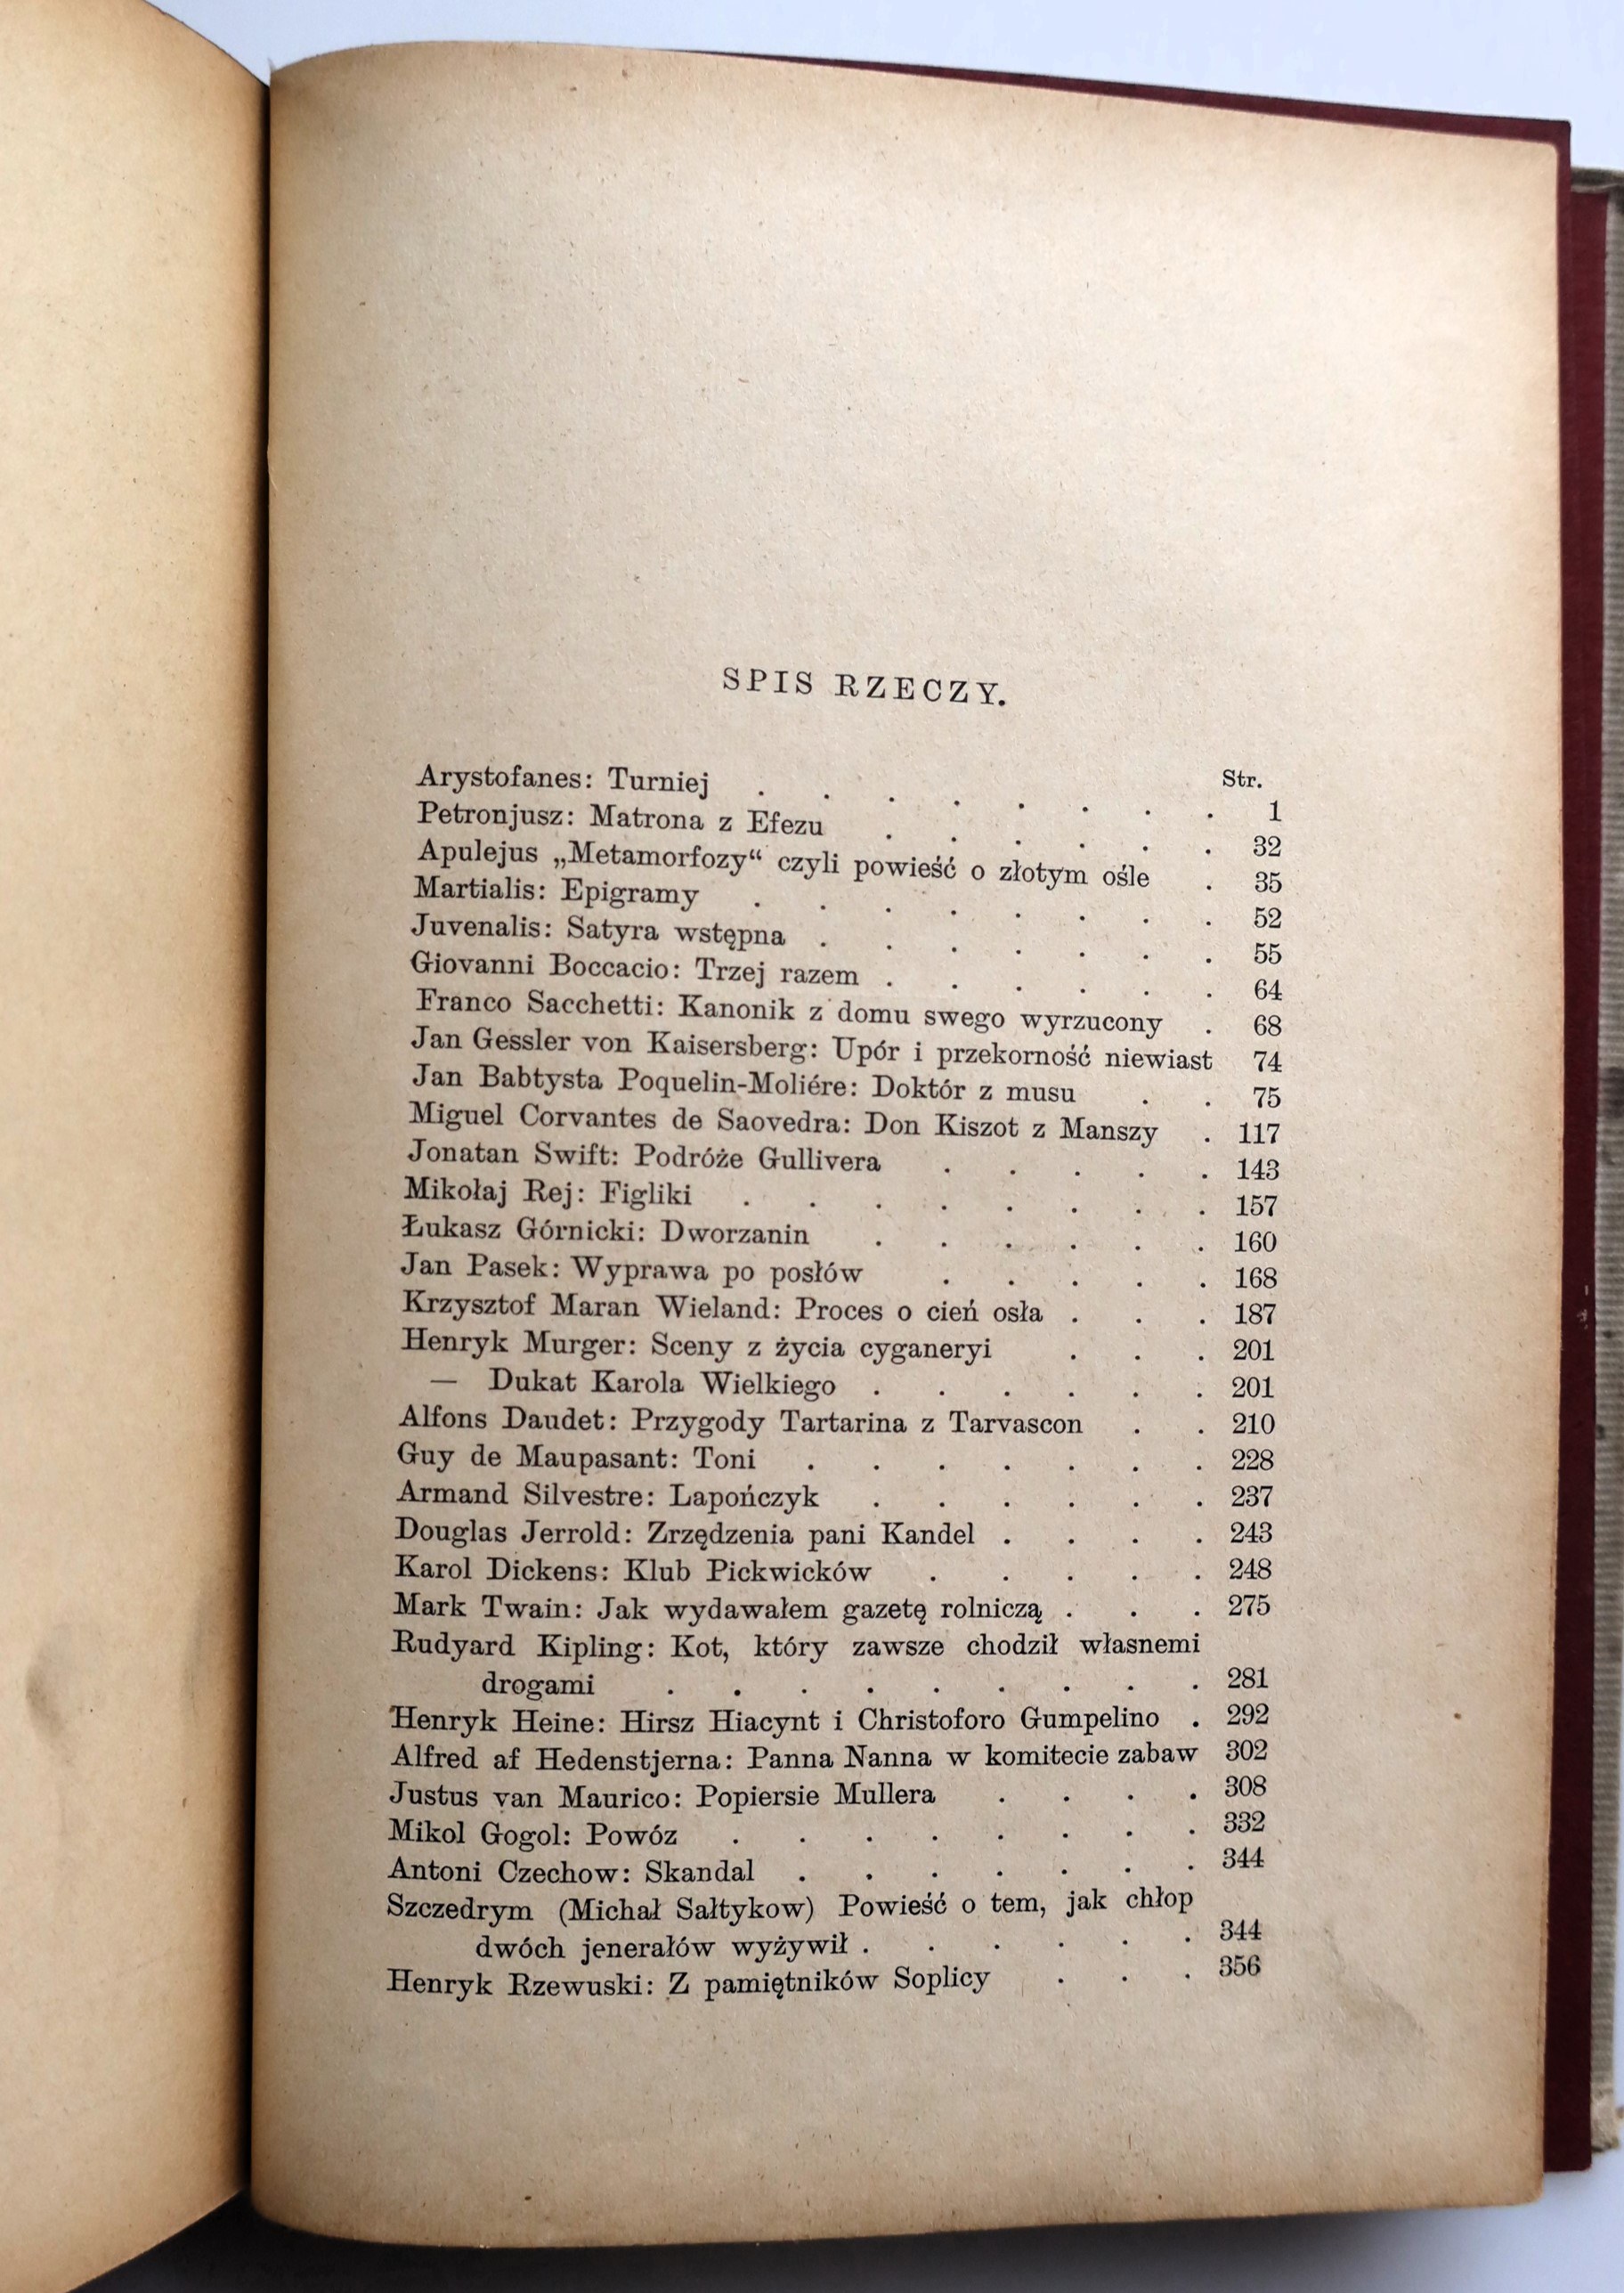 SPIS RZECZY.
Str.
Arystofanes: Turniej . . . . . . . . 1
Petronjusz: Matrona z Efezu . . . . . . 32
Apulejus „Metamorfozy“ czyli powieść o złotym ośle . 35
Martialis: Epigramy . . . . . . . . 52
Juvenalis: Satyra wstępna . . . . . . . 55
Giovanni Boccacio: Trzej razem . . . . . . 64
Franco Sacchetti: Kanonik z domu swego wyrzucony . 68
Jan Gessler von Kaisersberg: Upór i przekorność niewiast 74
Jan Babtysta Poquelin-Moliére: Doktór z musu . . 75
Miguel Corvantes de Saovedra: Don Kiszot z Manszy . 117
Jonatan Swift: Podróże Gullivera . . . . . 143
Mikołaj Rej: Figliki . . . . . . . . 157
Łukasz Górnicki: Dworzanin . . . . . . 160
Jan Pasek: Wyprawa po posłów . . . . . 168
Krzysztof Maran Wieland: Proces o cień osła . . . 187
Henryk Murger: Sceny z życia cyganeryi . . . 201
— Dukat Karola Wielkiego . . . . . . 201
Alfons Daudet: Przygody Tartarina z Tarvascon . . 210
Guy de Maupasant: Toni . . . . . . . 228
Armand Silvestre: Lapończyk . . . . . . 237
Douglas Jerrold: Zrzędzenia pani Kandel . . . . 243
Karol Dickens: Klub Pickwicków . . . . . 248
Mark Twain: Jak wydawałem gazetę rolniczą . . . 275
Rudyard Kipling: Kot, który zawsze chodził własnemi
drogami . . . . . . . . . 281
Henryk Heine: Hirsz Hiacynt i Christoforo Gumpelino . 292
Alfred af Hedenstjerna: Panna Nanna w komitecie zabaw 302
Justus van Maurico: Popiersie Mullera . . . . 308
Mikol Gogol: Powóz . . . . . . . . 332
Antoni Czechow: Skandal . . . . . . . 344
Szczedrym (Michał Sałtykow) Powieść o tem, jak chłop
dwóch jenerałów wyżywił . . . . . . 344
Henryk Rzewuski: Z pamiętników Soplicy . . . 356